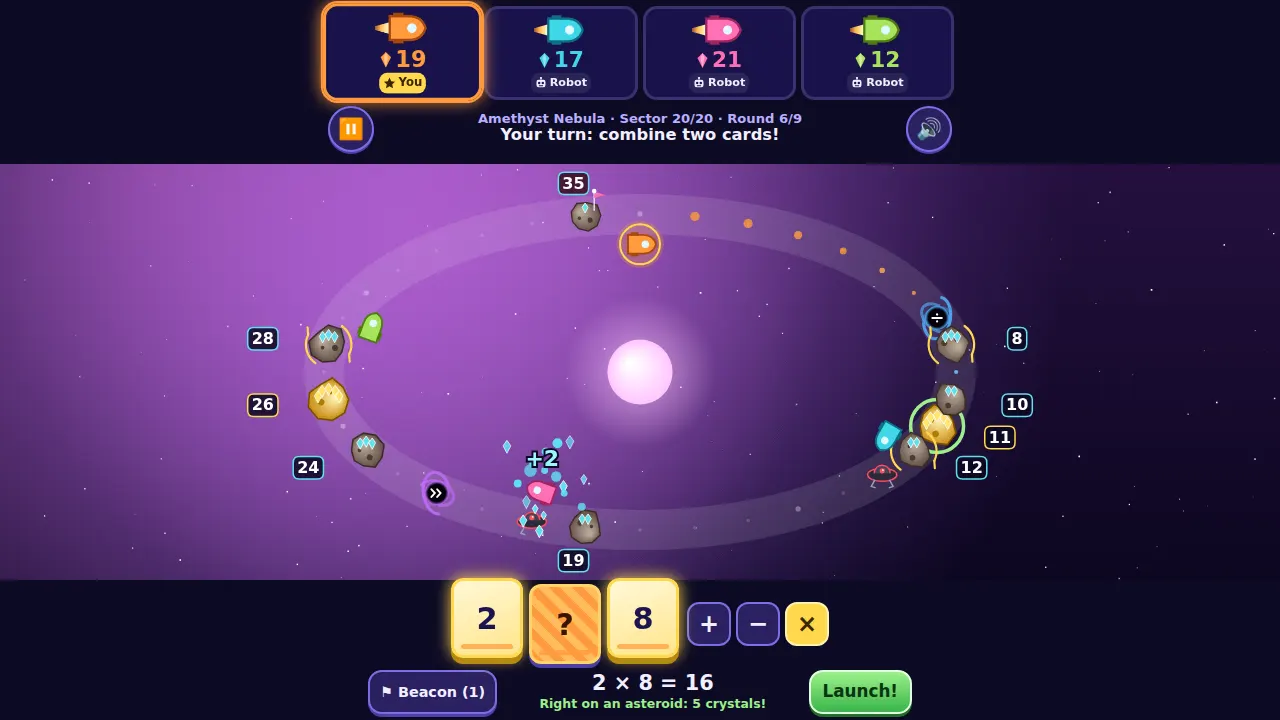 19
You
17
Robot
21
Robot
12
Robot
Amethyst Nebula · Sector 20/20 · Round 6/9
Your turn: combine two cards!
35
÷
28
8
26
10
11
24
12
+2
»
19
2
?
8
+
−
×
⚑ Beacon (1)
2 × 8 = 16
Right on an asteroid: 5 crystals!
Launch!